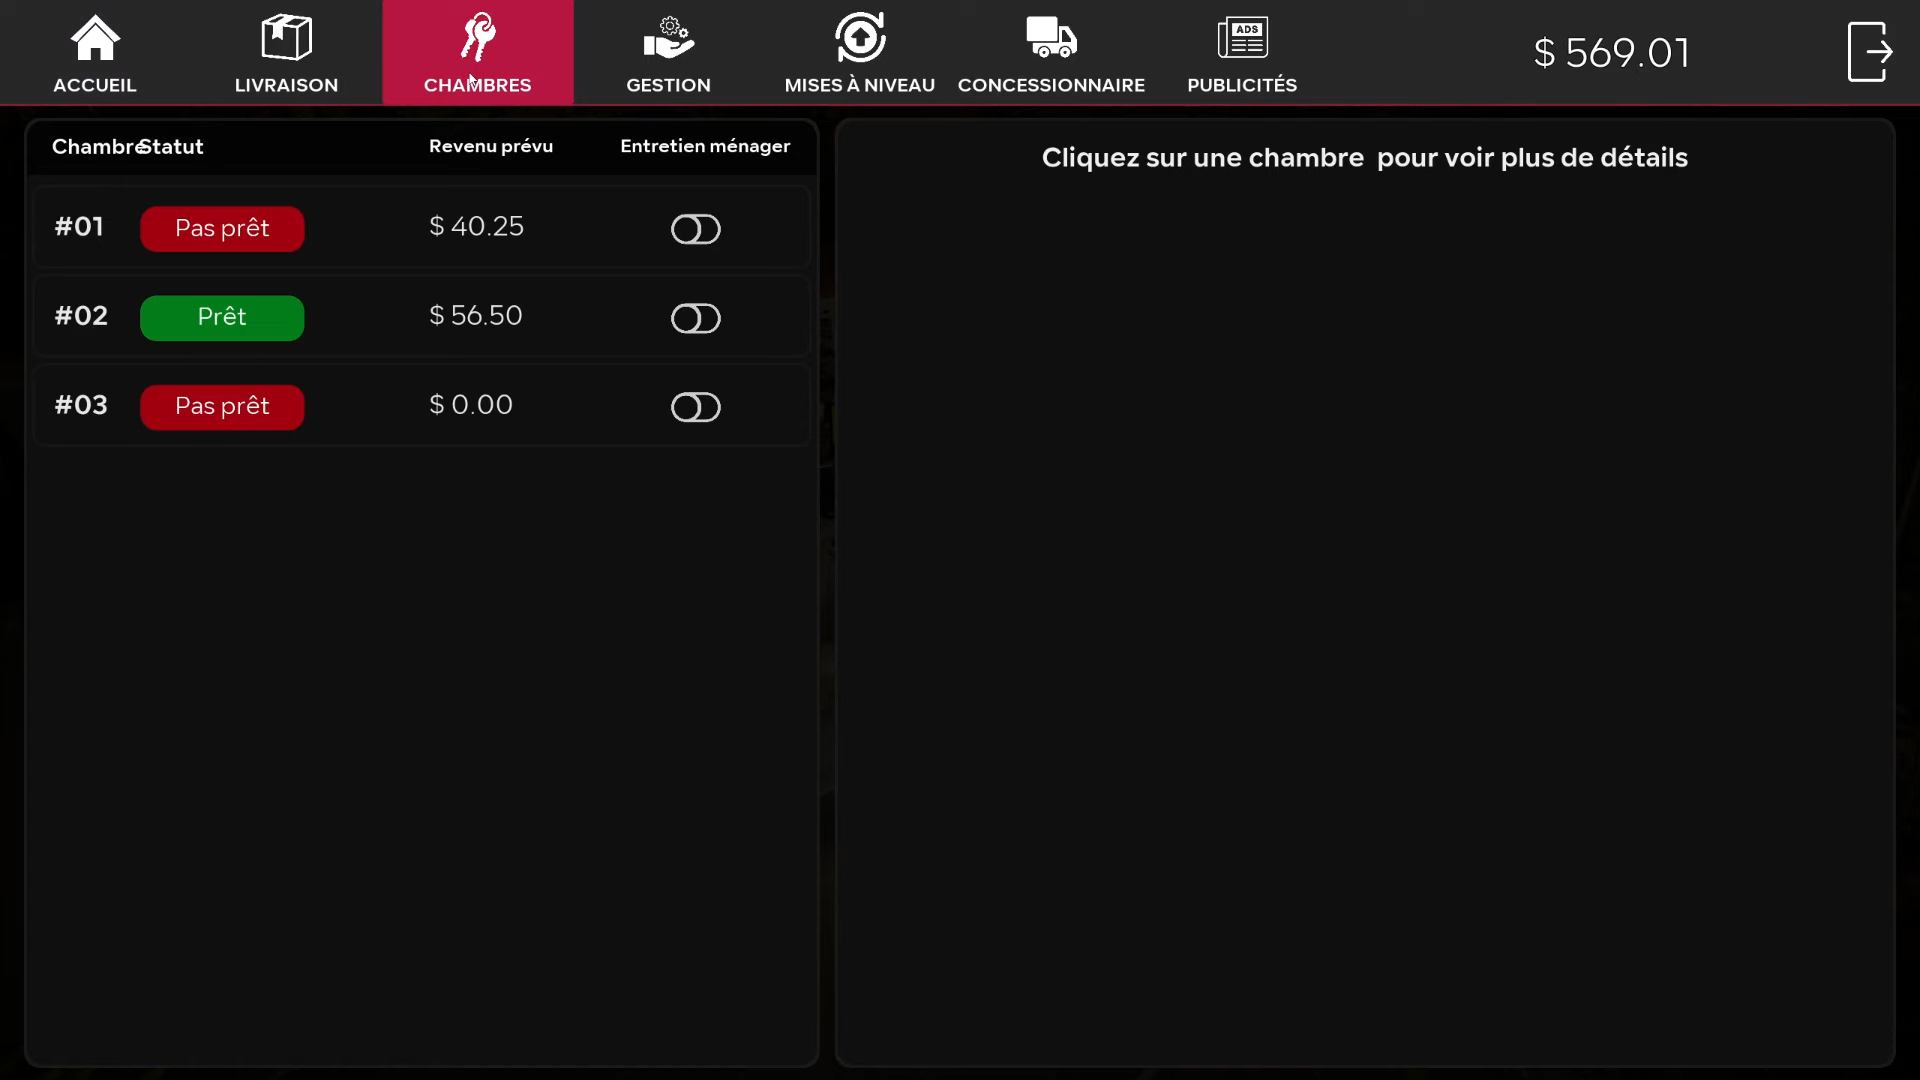 ACCUEIL LIVRAISON CHAMBRES GESTION MISES À NIVEAU CONCESSIONNAIRE ADS PUBLICITÉS $ 569.01
Chambre Statut Revenu prévu Entretien ménager
#01 Pas prêt $ 40.25
#02 Prêt $ 56.50
#03 Pas prêt $ 0.00
Cliquez sur une chambre pour voir plus de détails